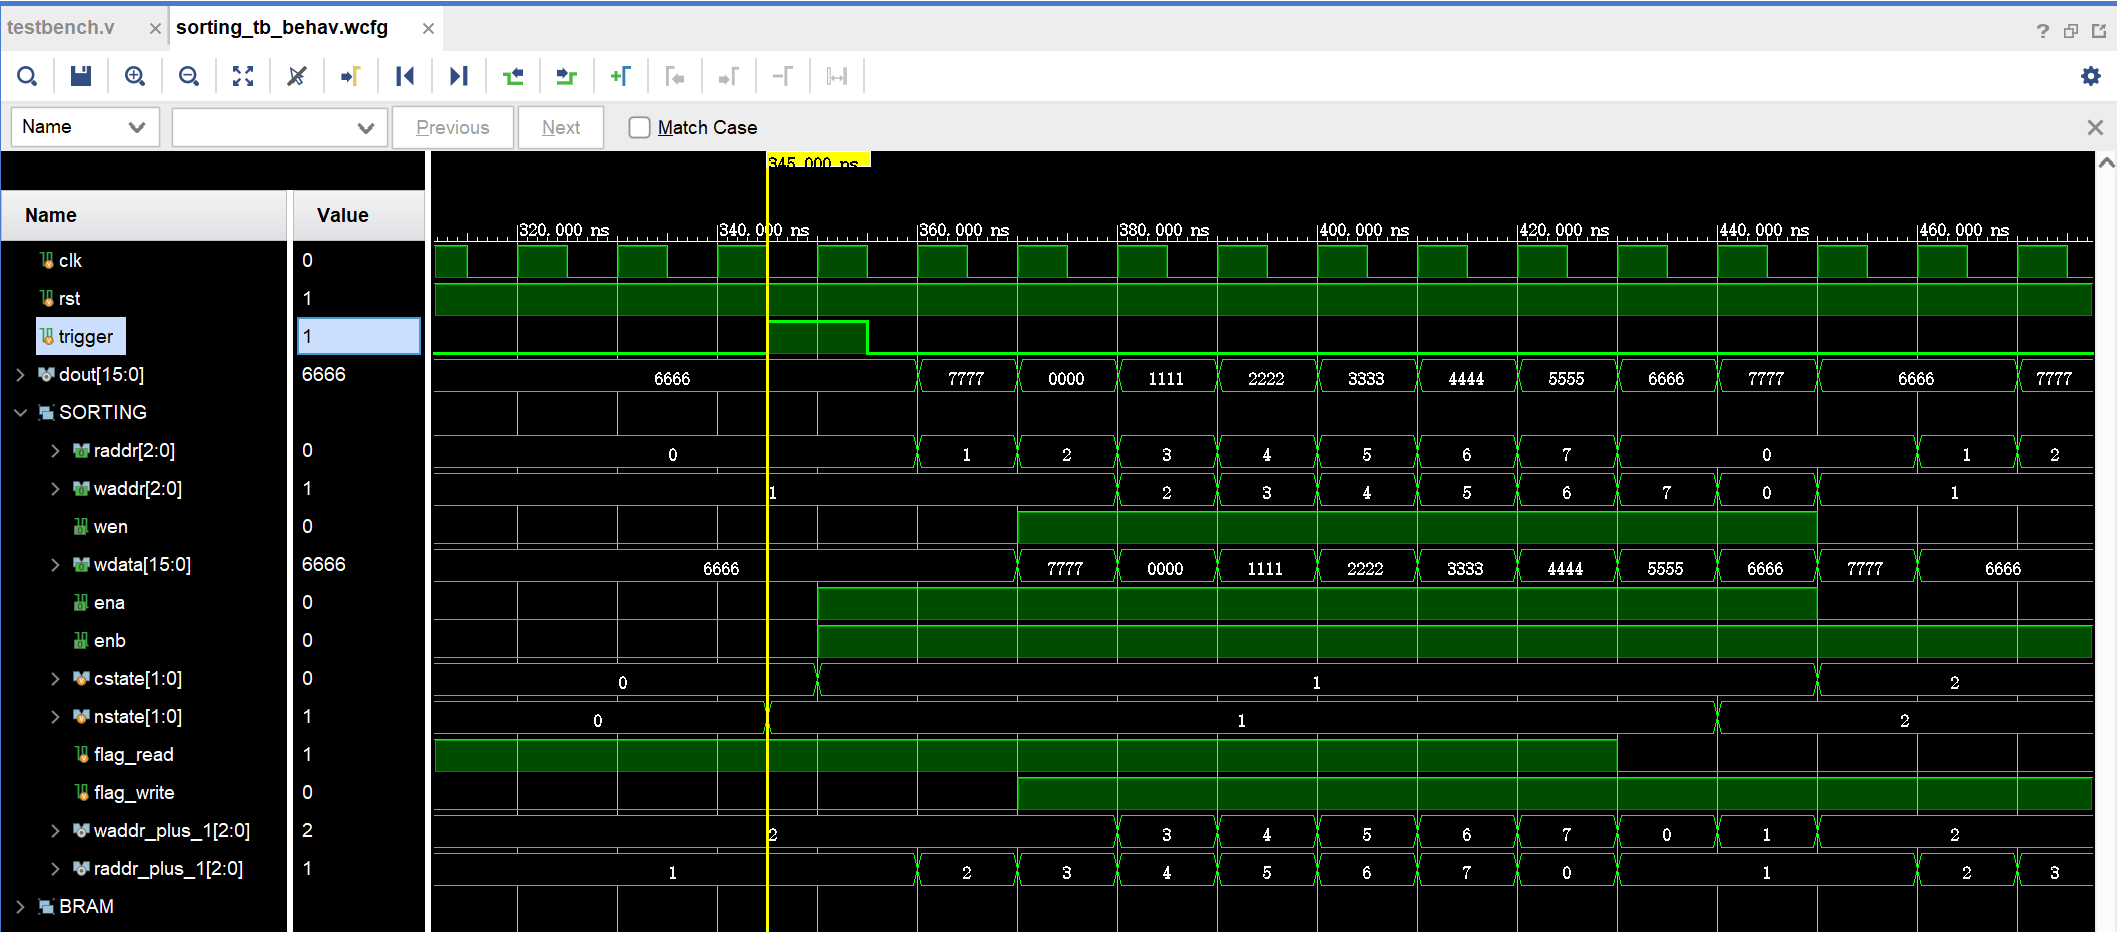 testbench.v × sorting_tb_behav.wcfg × ?
Name Previous Next Match Case
345.000 ns
Name Value 320.000 ns 340.000 ns 360.000 ns 380.000 ns 400.000 ns 420.000 ns 440.000 ns 460.000 ns
clk 0
rst 1
trigger 1
dout[15:0] 6666 6666 7777 0000 1111 2222 3333 4444 5555 6666 7777 6666 7777
SORTING
raddr[2:0] 0 0 1 2 3 4 5 6 7 0 1 2
waddr[2:0] 1 1 2 3 4 5 6 7 0 1
wen 0
wdata[15:0] 6666 6666 7777 0000 1111 2222 3333 4444 5555 6666 7777 6666
ena 0
enb 0
cstate[1:0] 0 0 1 2
nstate[1:0] 1 0 1 2
flag_read 1
flag_write 0
waddr_plus_1[2:0] 2 2 3 4 5 6 7 0 1 2
raddr_plus_1[2:0] 1 1 2 3 4 5 6 7 0 1 2 3
BRAM